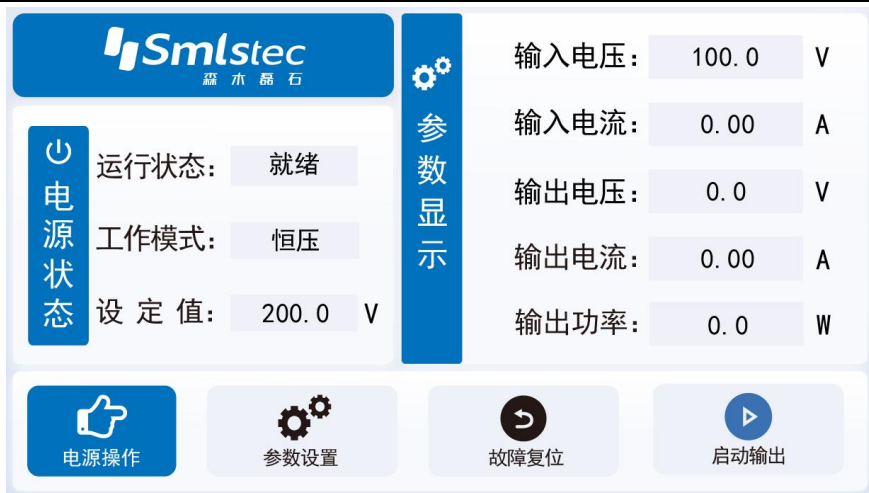 Smlstec
森木磊石
电源状态
运行状态： 就绪
工作模式： 恒压
设定值： 200.0 V
参数显示
输入电压： 100.0 V
输入电流： 0.00 A
输出电压： 0.0 V
输出电流： 0.00 A
输出功率： 0.0 W
电源操作
参数设置
故障复位
启动输出